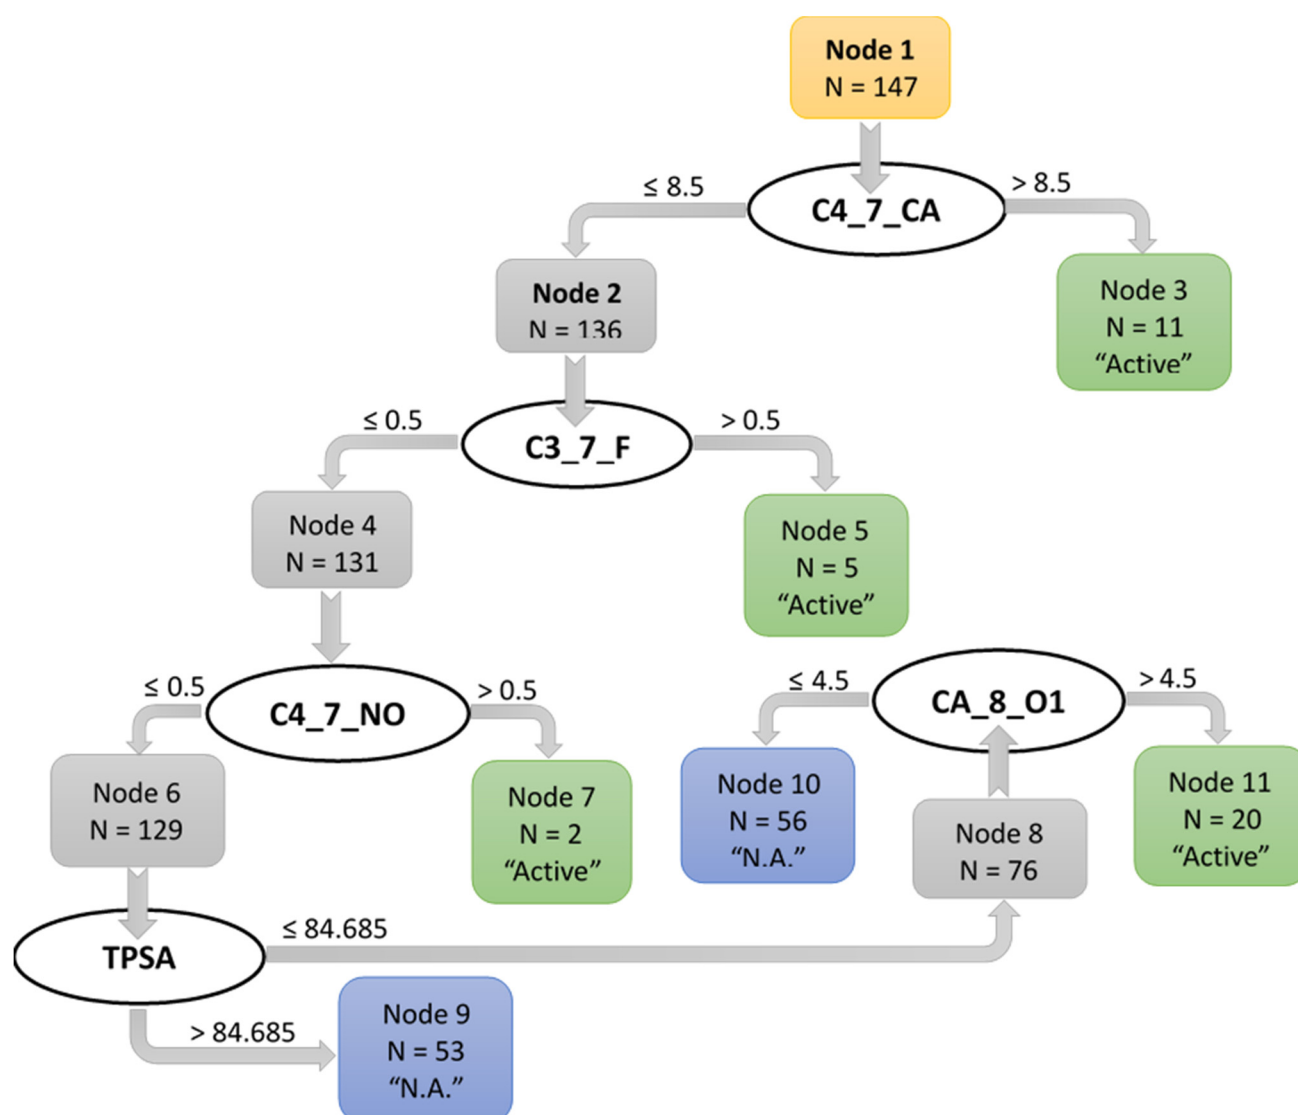 Node 1
N = 147
≤ 8.5
C4_7_CA
> 8.5
Node 2
N = 136
Node 3
N = 11
“Active”
≤ 0.5
C3_7_F
> 0.5
Node 4
N = 131
Node 5
N = 5
“Active”
≤ 0.5
C4_7_NO
> 0.5
≤ 4.5
CA_8_O1
> 4.5
Node 6
N = 129
Node 7
N = 2
“Active”
Node 10
N = 56
“N.A.”
Node 8
N = 76
Node 11
N = 20
“Active”
TPSA
≤ 84.685
> 84.685
Node 9
N = 53
“N.A.”